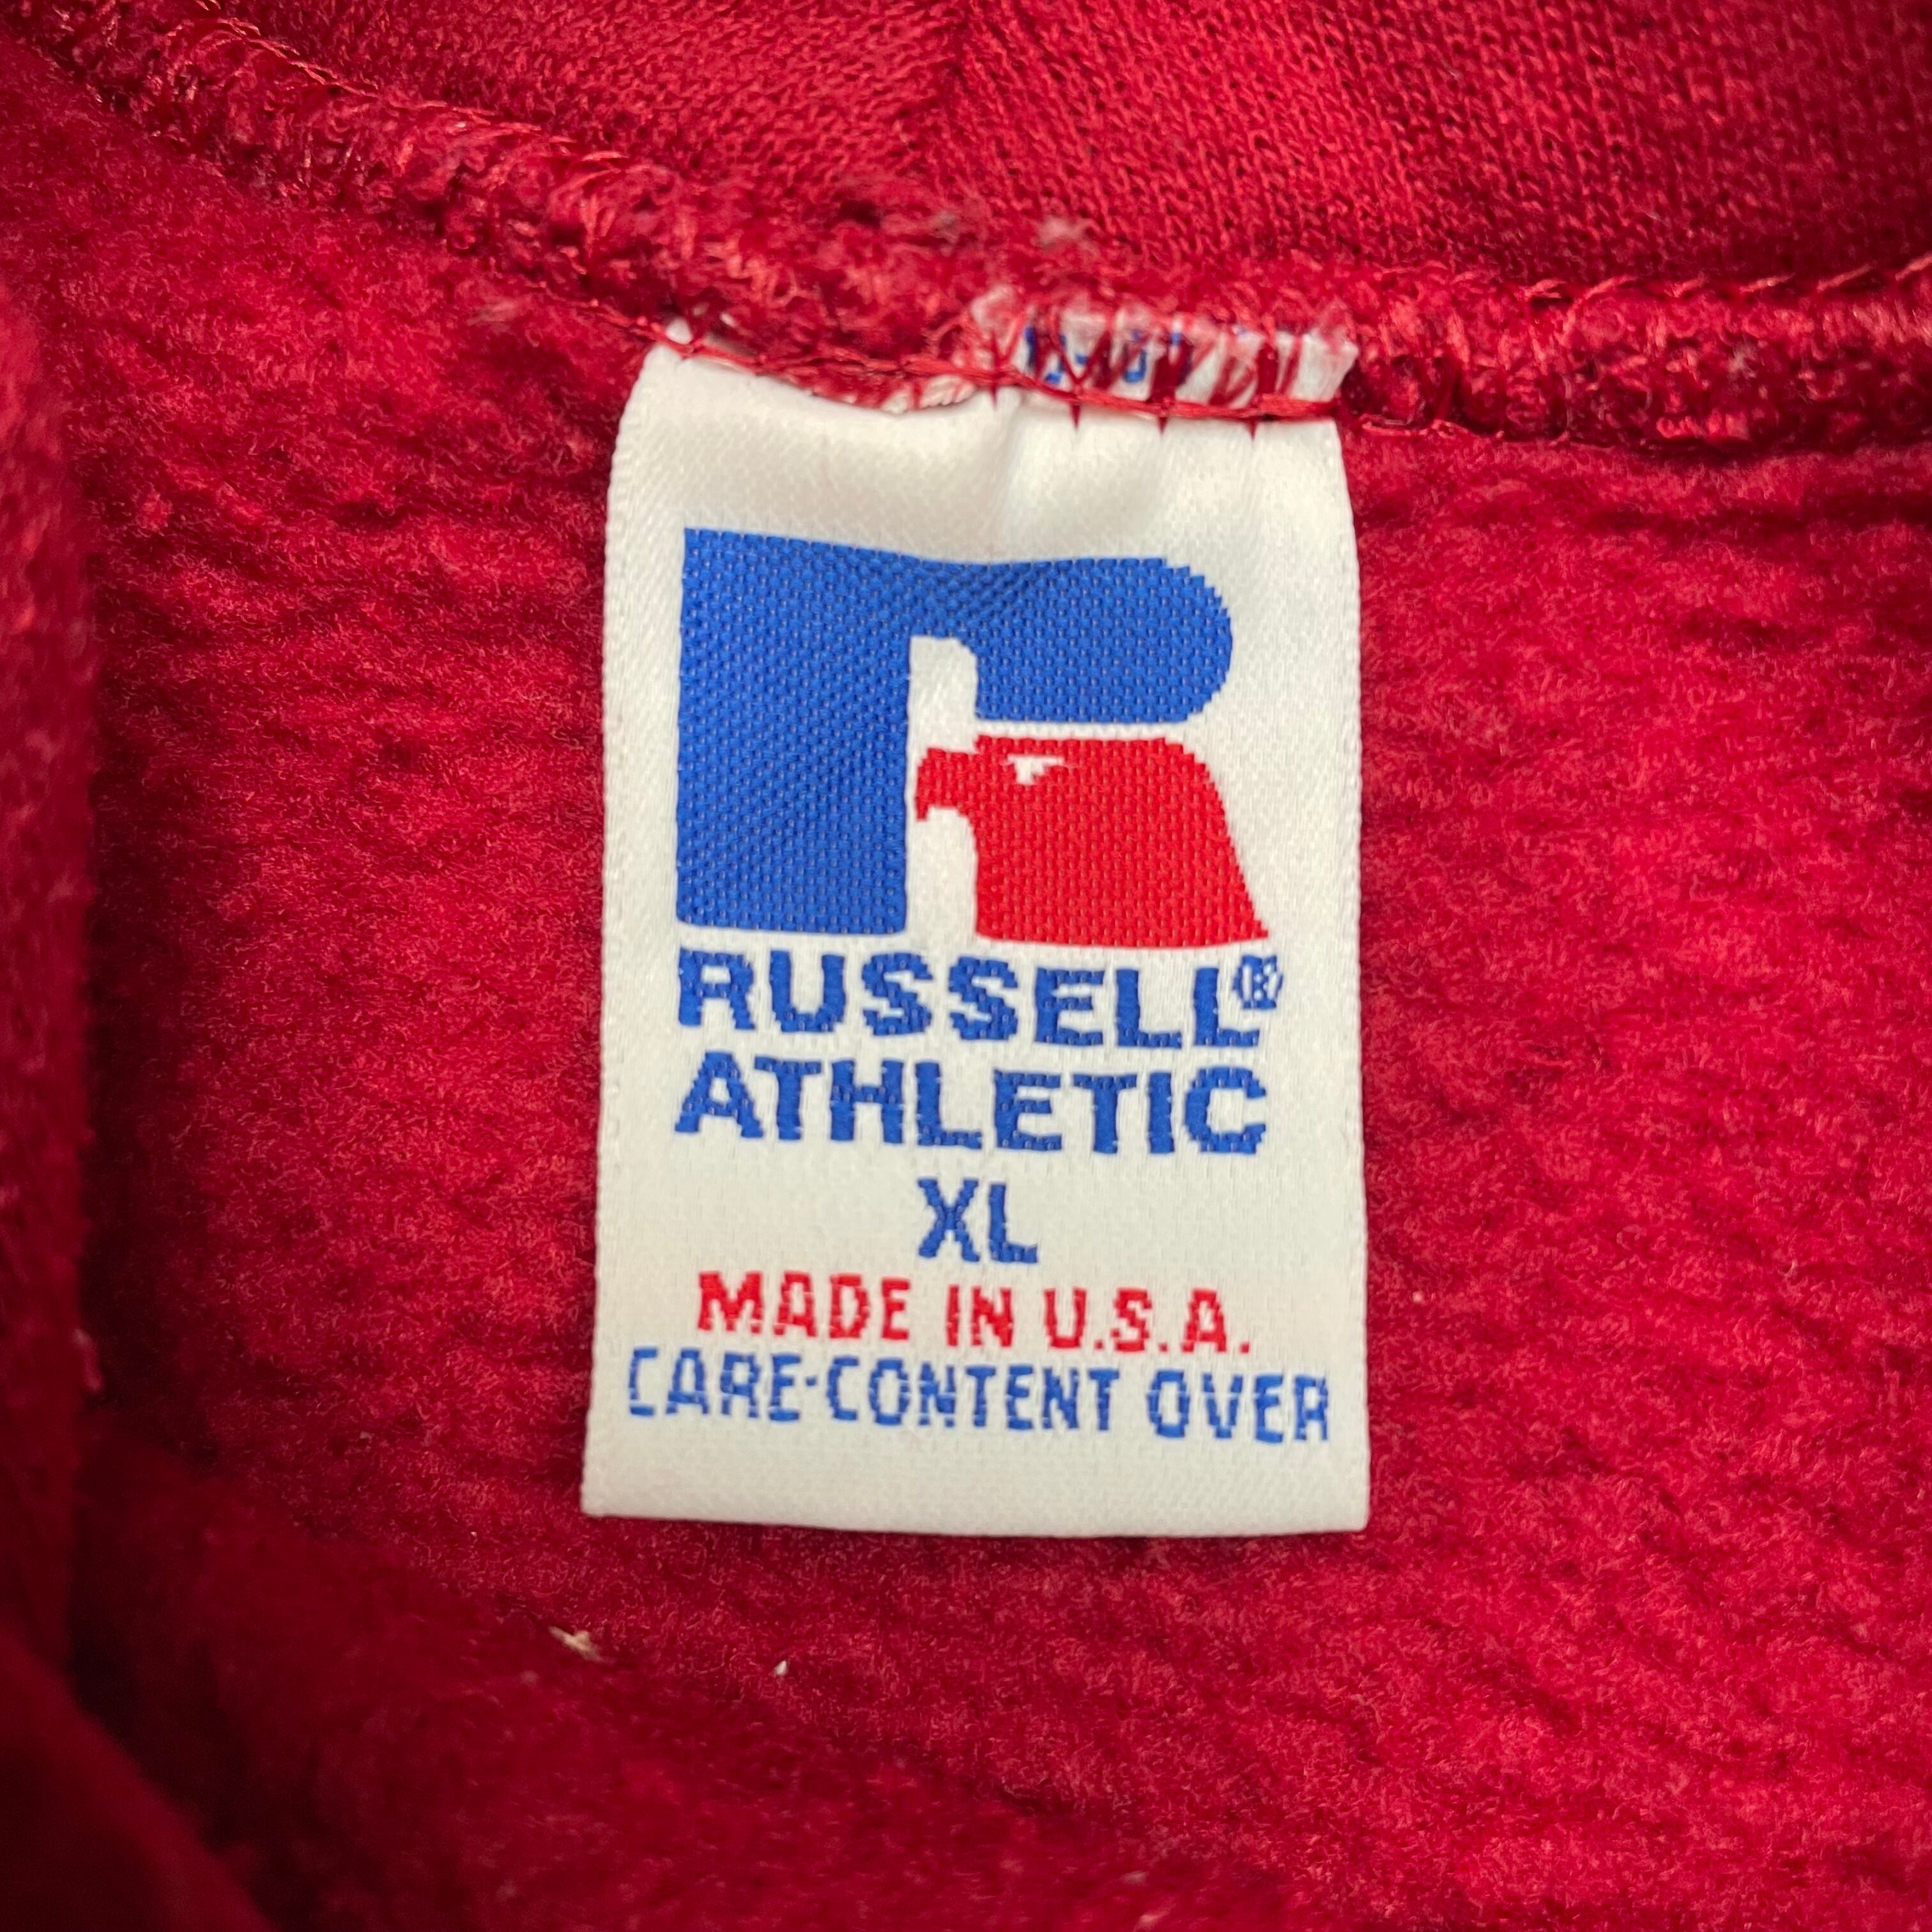 RUSSELL®
ATHLETIC
XL
MADE IN U.S.A.
CARE-CONTENT OVER